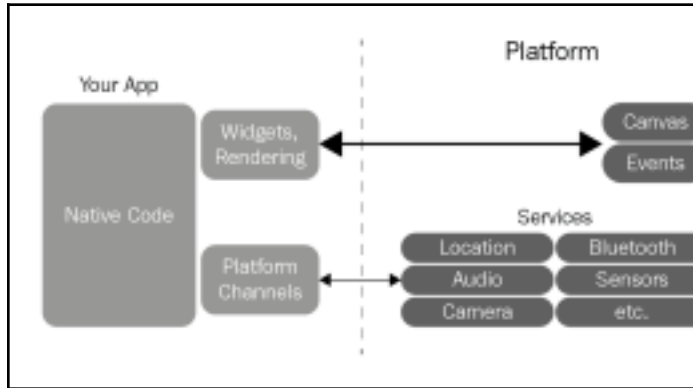 Platform
Your App
Widgets,
Rendering
Canvas
Events
Native Code
Services
Platform
Channels
Location
Bluetooth
Audio
Sensors
Camera
etc.